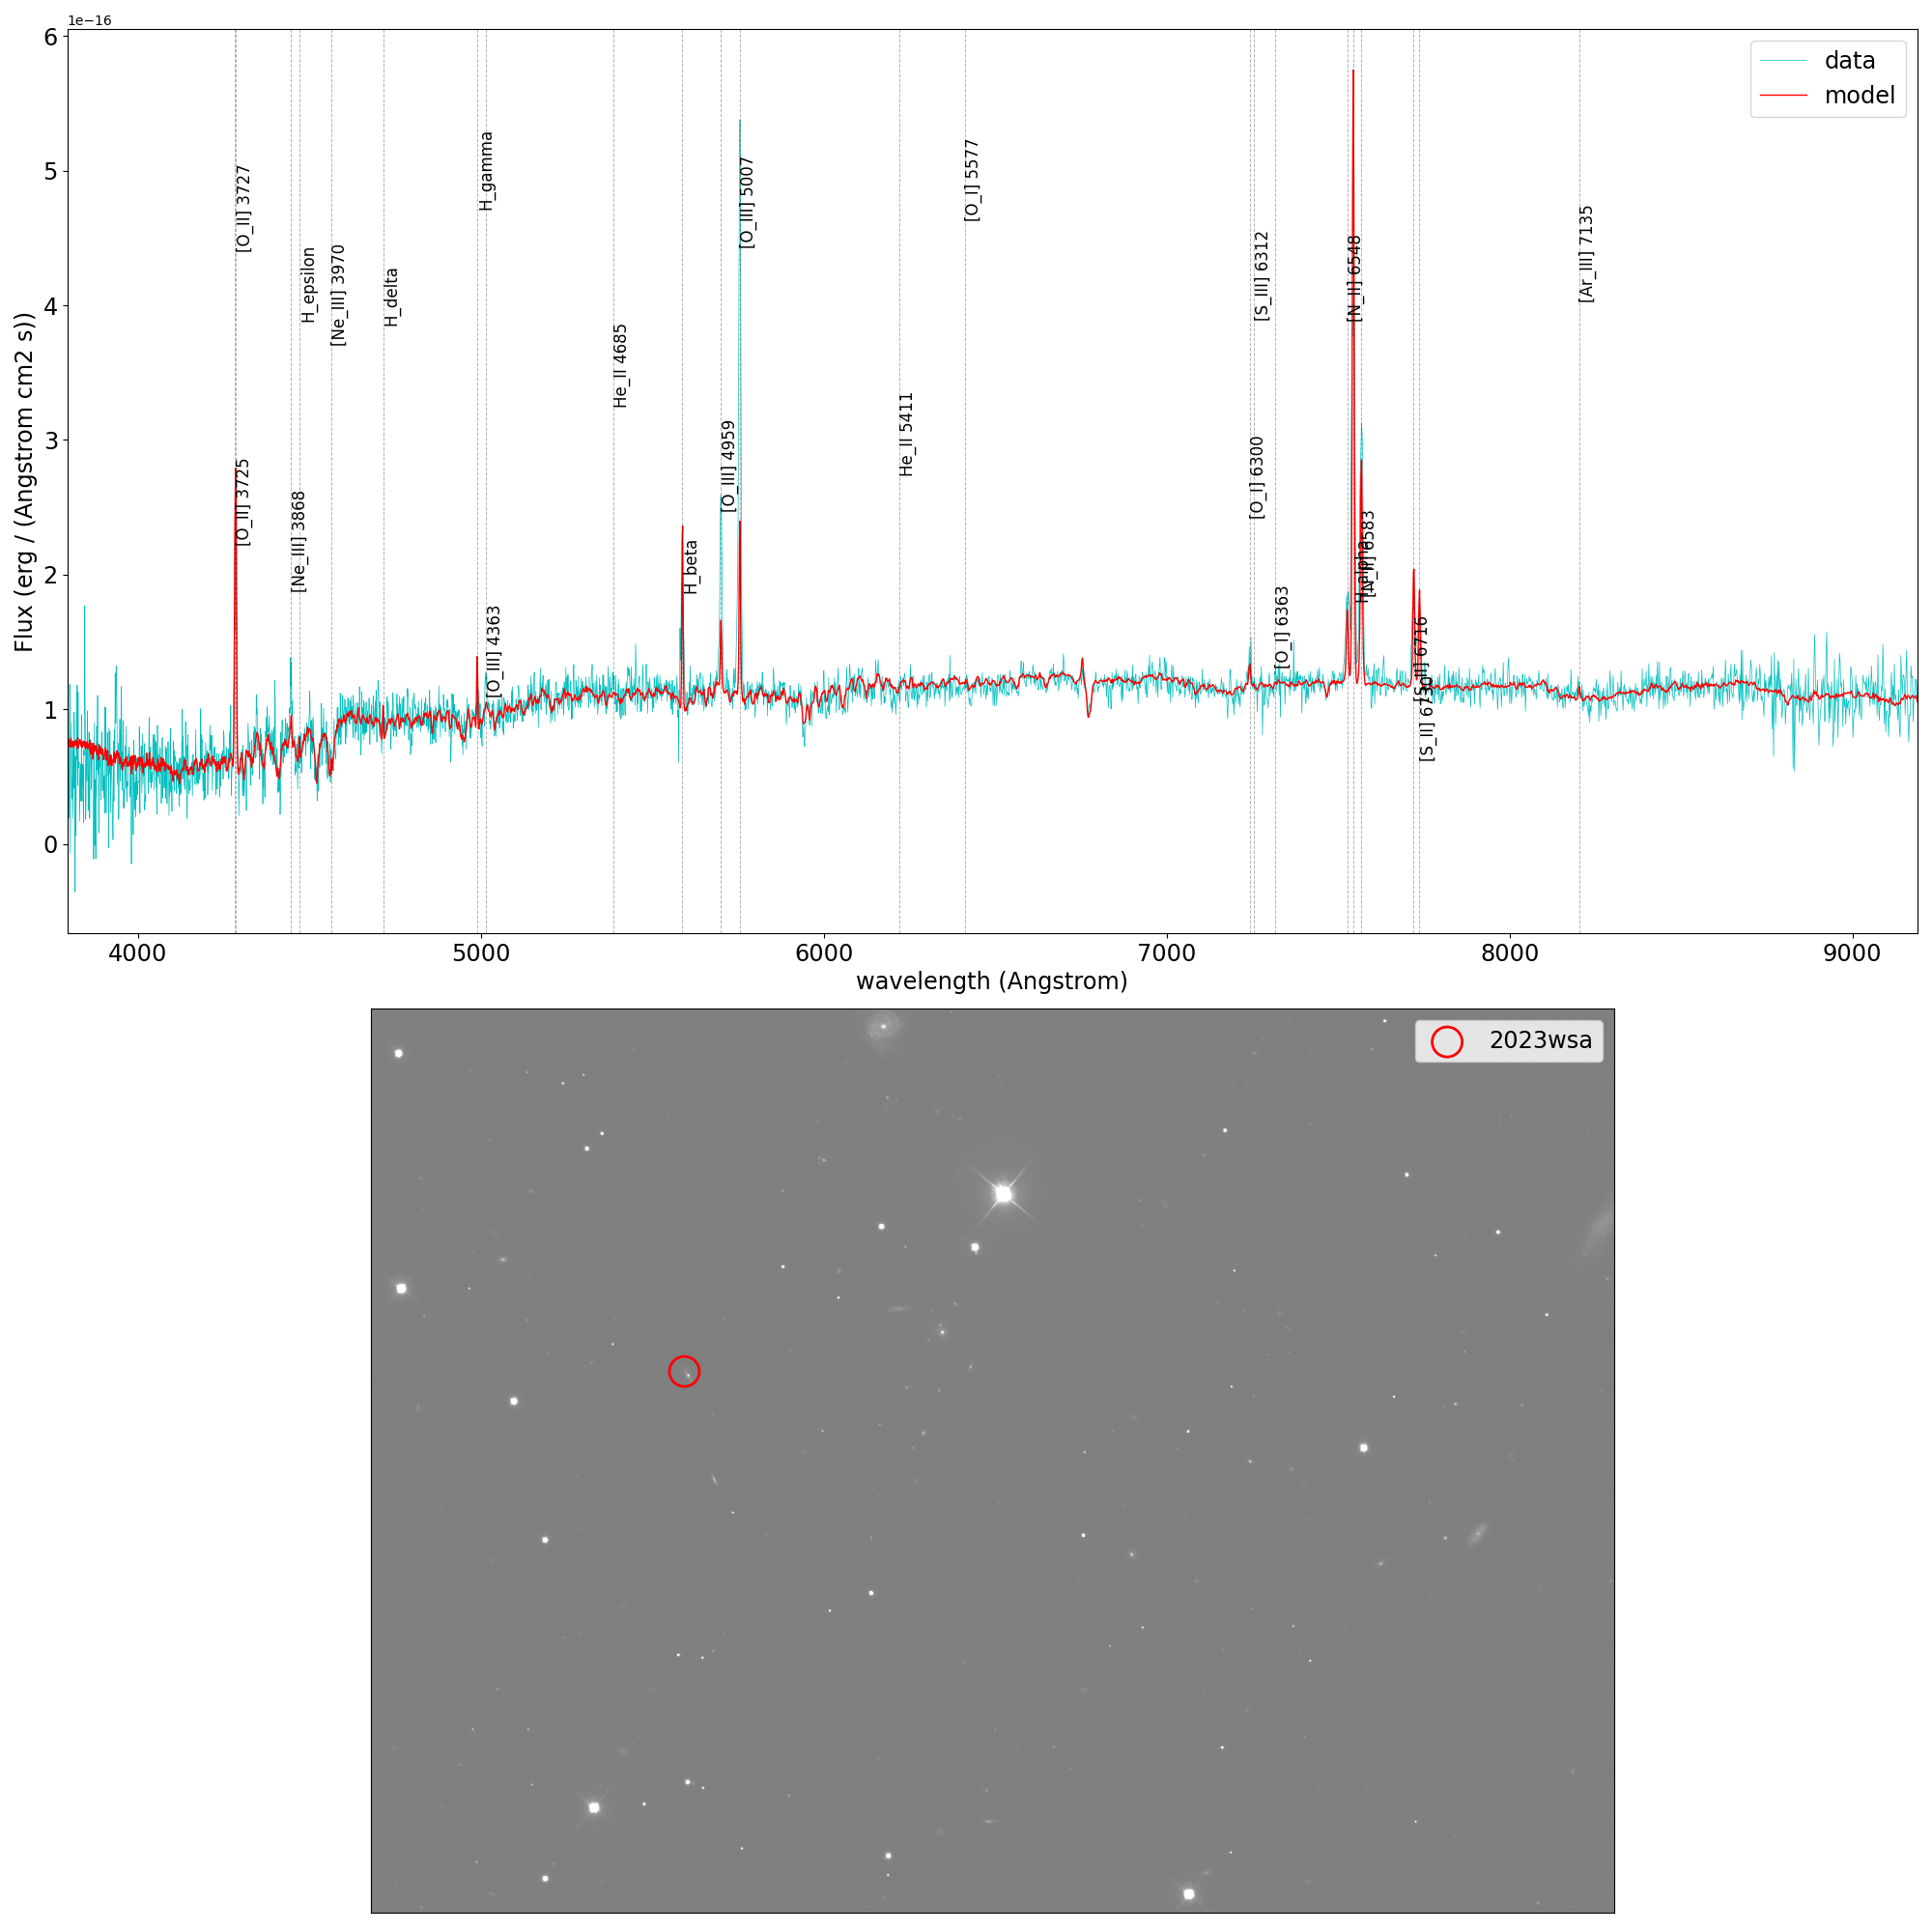 1e−16
6
5
4
3
2
1
0
Flux (erg / (Angstrom cm2 s))
data
model
[O_II] 3725
[O_II] 3727
[Ne_III] 3868
H_epsilon
[Ne_III] 3970
H_delta
H_gamma
[O_III] 4363
He_II 4685
H_beta
[O_III] 4959
[O_III] 5007
He_II 5411
[O_I] 5577
[O_I] 6300
[S_III] 6312
[O_I] 6363
[N_II] 6548
H_alpha
[N_II] 6583
[S_II] 6716
[S_II] 6730
[Ar_III] 7135
4000
5000
6000
7000
8000
9000
wavelength (Angstrom)
2023wsa